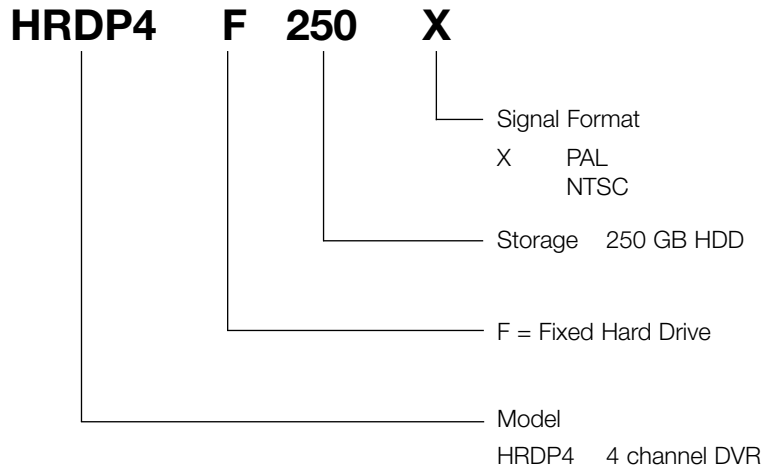 HRDP4 F 250 X
Signal Format
X PAL
NTSC
Storage 250 GB HDD
F = Fixed Hard Drive
Model
HRDP4 4 channel DVR